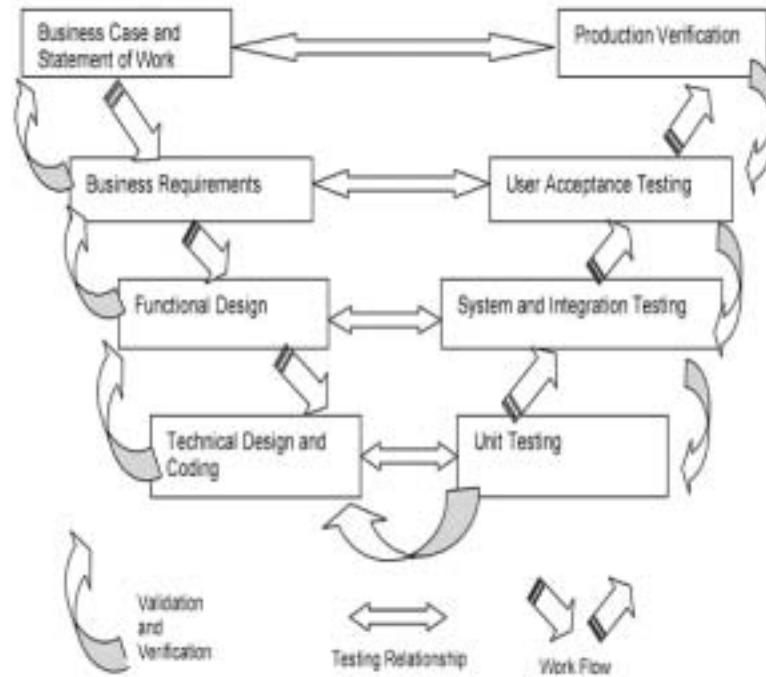 Business Case and
Statement of Work
Production Verification
Business Requirements
User Acceptance Testing
Functional Design
System and Integration Testing
Technical Design and
Coding
Unit Testing
Validation
and
Verification
Testing Relationship
Work Flow